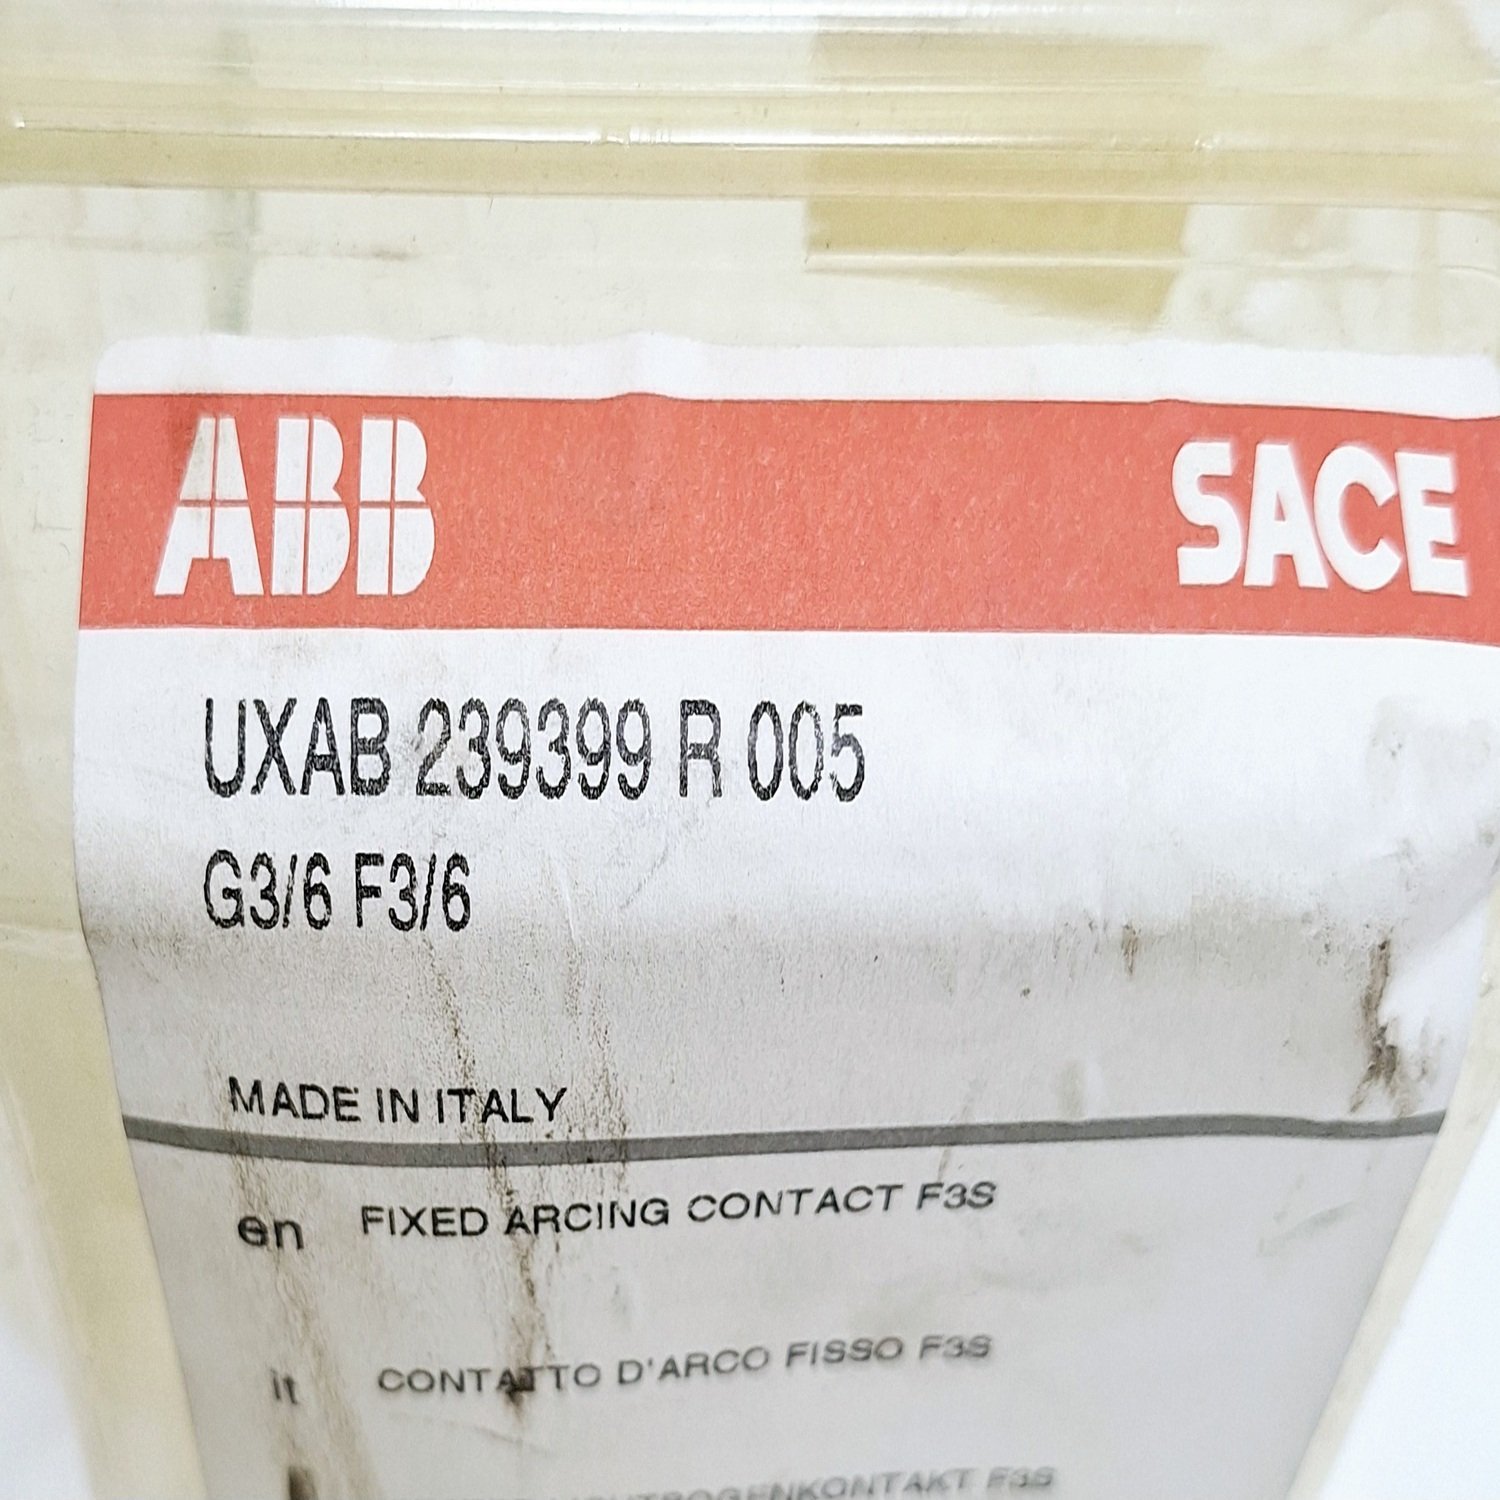 ABB SACE
UXAB 239399 R 005
G3/6 F3/6
MADE IN ITALY
en FIXED ARCING CONTACT F3S
it CONTATTO D'ARCO FISSO F3S
F3S